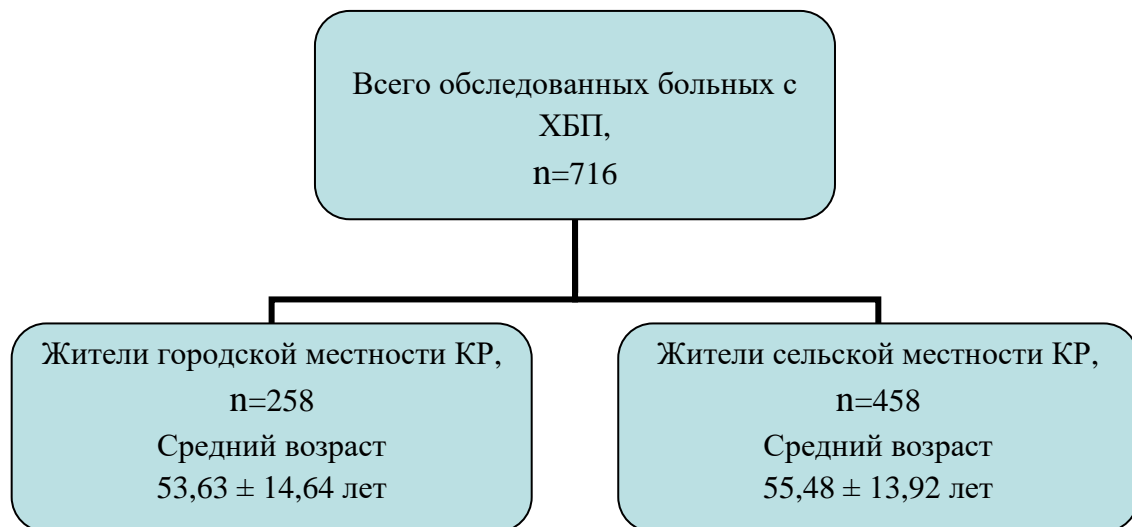 Всего обследованных больных с
ХБП,
n=716
Жители городской местности КР,
n=258
Средний возраст
53,63 ± 14,64 лет
Жители сельской местности КР,
n=458
Средний возраст
55,48 ± 13,92 лет